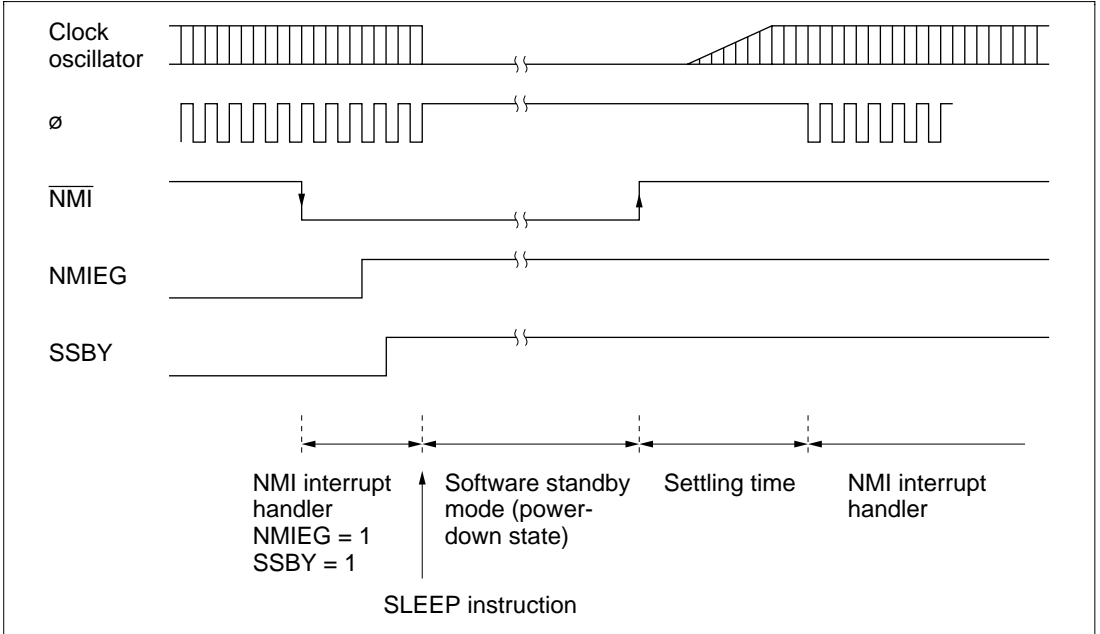 Clock
oscillator
ø
N̅M̅I̅
NMIEG
SSBY
NMI interrupt
handler
NMIEG = 1
SSBY = 1
Software standby
mode (power-
down state)
Settling time
NMI interrupt
handler
SLEEP instruction